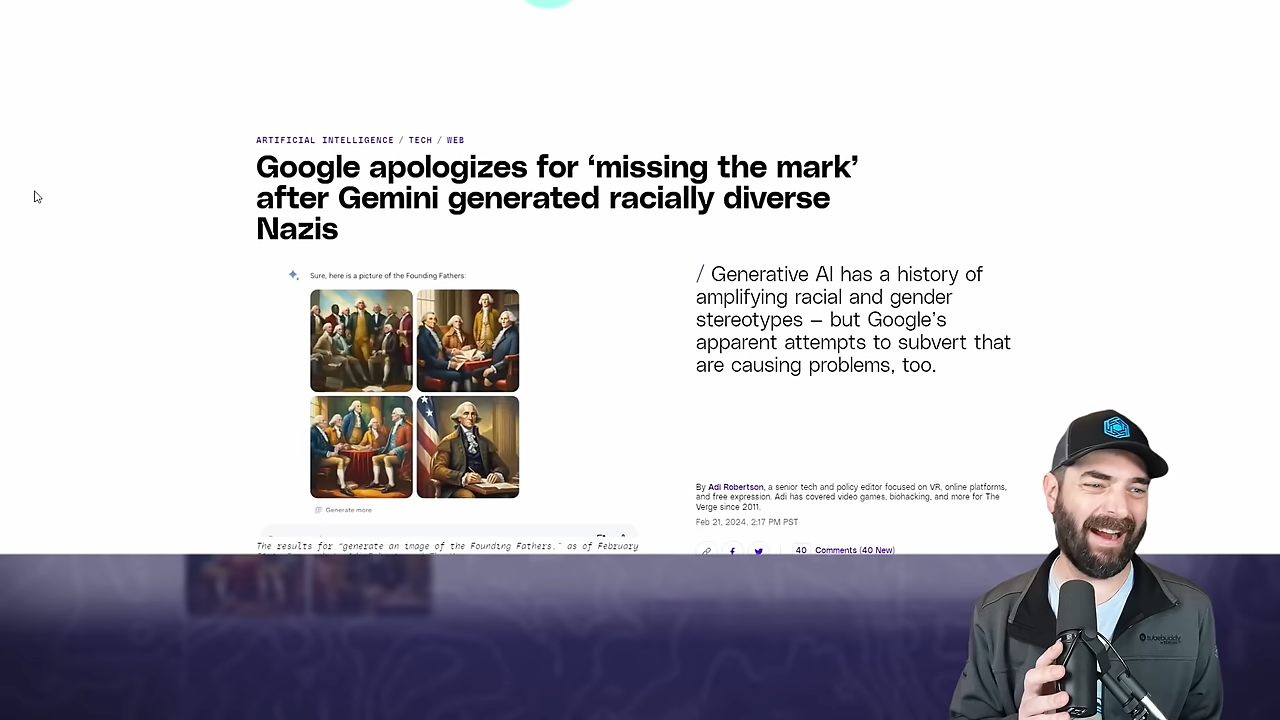 ARTIFICIAL INTELLIGENCE / TECH / WEB
Google apologizes for ‘missing the mark’
after Gemini generated racially diverse
Nazis
Sure, here is a picture of the Founding Fathers:
Generate more
The results for “generate an image of the Founding Fathers,” as of February
/ Generative AI has a history of
amplifying racial and gender
stereotypes — but Google’s
apparent attempts to subvert that
are causing problems, too.
By Adi Robertson, a senior tech and policy editor focused on VR, online platforms,
and free expression. Adi has covered video games, biohacking, and more for The
Verge since 2011.
Feb 21, 2024, 2:17 PM PST
40 Comments (40 New)
tubebuddy